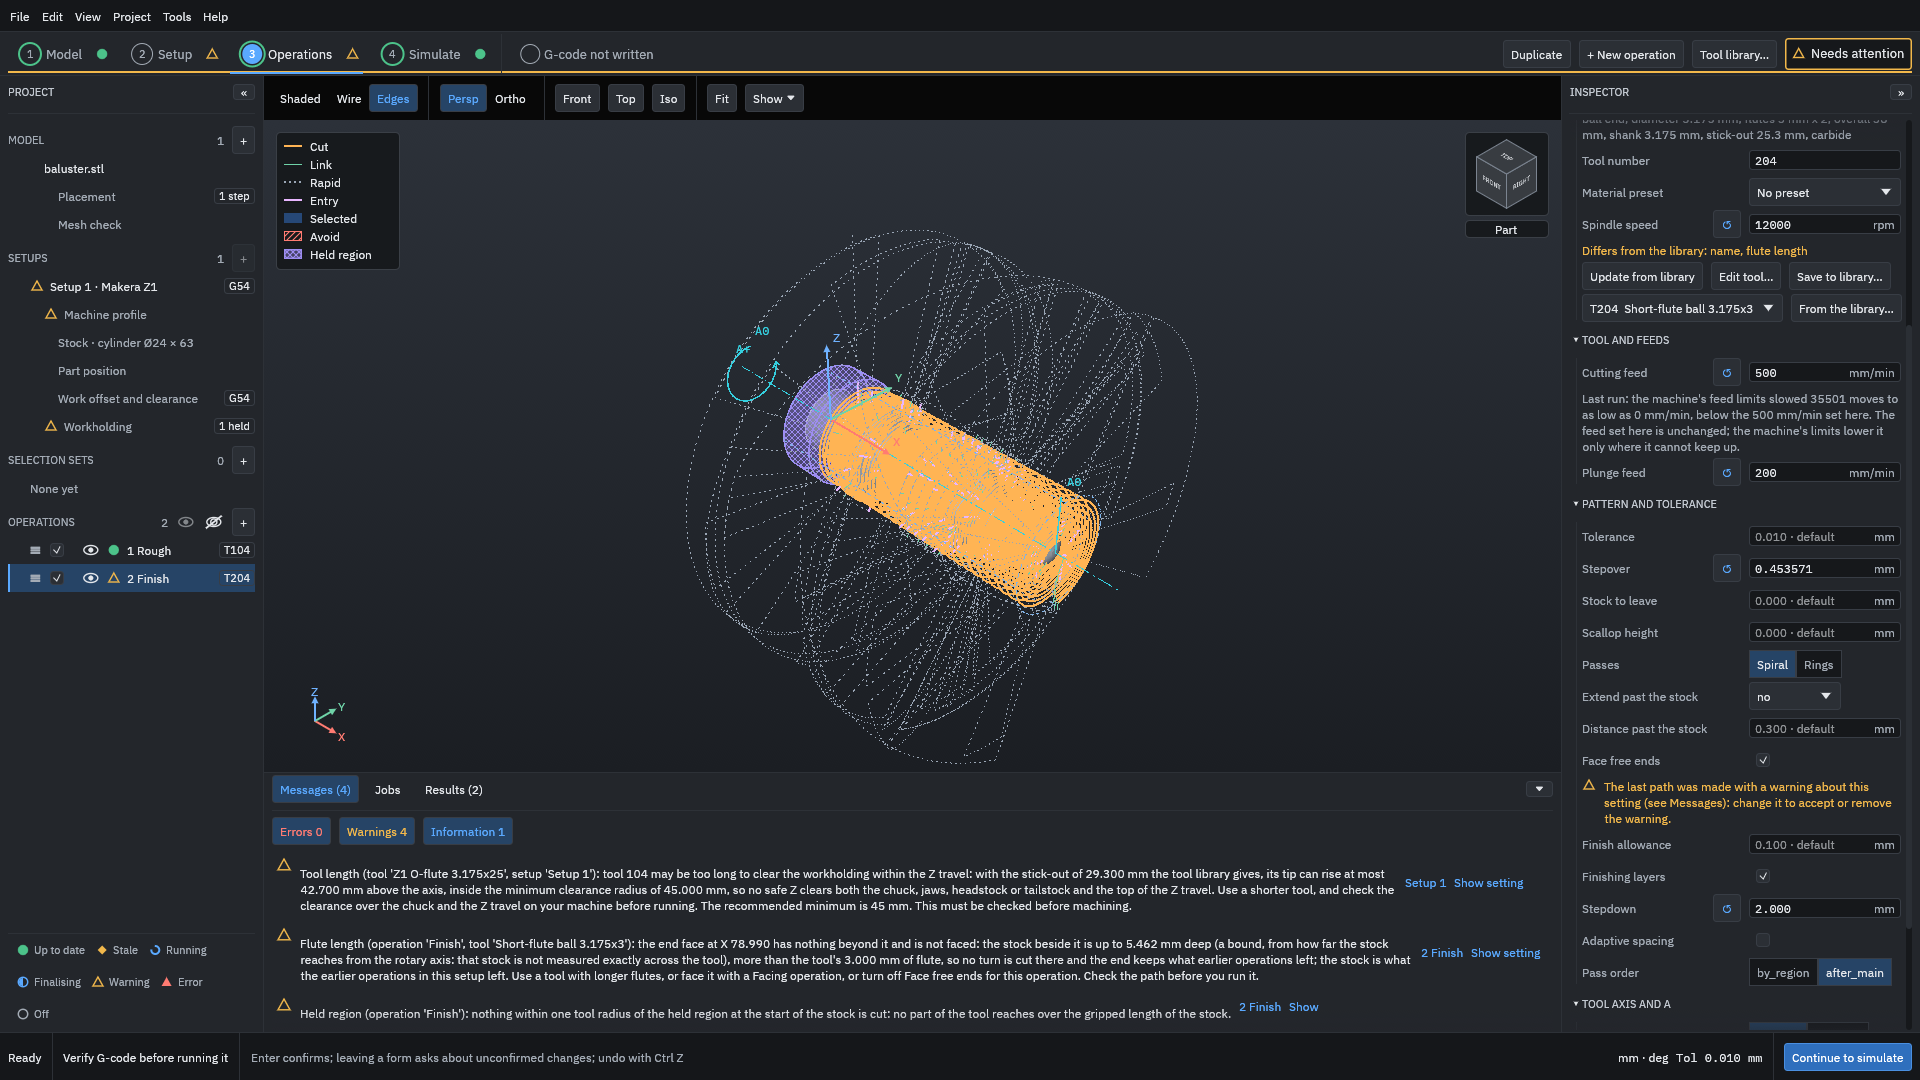 File Edit View Project Tools Help
1 Model 2 Setup 3 Operations 4 Simulate G-code not written Duplicate + New operation Tool library... Needs attention
PROJECT «
MODEL 1 +
baluster.stl
Placement 1 step
Mesh check
SETUPS 1 +
Setup 1 · Makera Z1 G54
Machine profile
Stock · cylinder Ø24 × 63
Part position
Work offset and clearance G54
Workholding 1 held
SELECTION SETS 0 +
None yet
OPERATIONS 2 +
1 Rough T104
2 Finish T204
Up to date Stale Running
Finalising Warning Error
Off
Shaded Wire Edges Persp Ortho Front Top Iso Fit Show
Cut
Link
Rapid
Entry
Selected
Avoid
Held region
TOP
FRONT RIGHT
Part
A0
A+
Z
Y
X
A0
Z
Y
X
Messages (4) Jobs Results (2)
Errors 0 Warnings 4 Information 1
Tool length (tool 'Z1 O-flute 3.175x25', setup 'Setup 1'): tool 104 may be too long to clear the workholding within the Z travel: with the stick-out of 29.300 mm the tool library gives, its tip can rise at most
42.700 mm above the axis, inside the minimum clearance radius of 45.000 mm, so no safe Z clears both the chuck, jaws, headstock or tailstock and the top of the Z travel. Use a shorter tool, and check the
clearance over the chuck and the Z travel on your machine before running. The recommended minimum is 45 mm. This must be checked before machining.
Setup 1 Show setting
Flute length (operation 'Finish', tool 'Short-flute ball 3.175x3'): the end face at X 78.990 has nothing beyond it and is not faced: the stock beside it is up to 5.462 mm deep (a bound, from how far the stock
reaches from the rotary axis: that stock is not measured exactly across the tool), more than the tool's 3.000 mm of flute, so no turn is cut there and the end keeps what earlier operations left; the stock is what
the earlier operations in this setup left. Use a tool with longer flutes, or face it with a Facing operation, or turn off Face free ends for this operation. Check the path before you run it.
2 Finish Show setting
Held region (operation 'Finish'): nothing within one tool radius of the held region at the start of the stock is cut: no part of the tool reaches over the gripped length of the stock.
2 Finish Show
INSPECTOR »
mm, shank 3.175 mm, stick-out 25.3 mm, carbide
Tool number 204
Material preset No preset
Spindle speed 12000 rpm
Differs from the library: name, flute length
Update from library Edit tool... Save to library...
T204 Short-flute ball 3.175x3 From the library...
TOOL AND FEEDS
Cutting feed 500 mm/min
Last run: the machine's feed limits slowed 35501 moves to
as low as 0 mm/min, below the 500 mm/min set here. The
feed set here is unchanged; the machine's limits lower it
only where it cannot keep up.
Plunge feed 200 mm/min
PATTERN AND TOLERANCE
Tolerance 0.010 · default mm
Stepover 0.453571 mm
Stock to leave 0.000 · default mm
Scallop height 0.000 · default mm
Passes Spiral Rings
Extend past the stock no
Distance past the stock 0.300 · default mm
Face free ends
The last path was made with a warning about this
setting (see Messages): change it to accept or remove
the warning.
Finish allowance 0.100 · default mm
Finishing layers
Stepdown 2.000 mm
Adaptive spacing
Pass order by_region after_main
TOOL AXIS AND A
Ready Verify G-code before running it Enter confirms; leaving a form asks about unconfirmed changes; undo with Ctrl Z mm · deg Tol 0.010 mm Continue to simulate